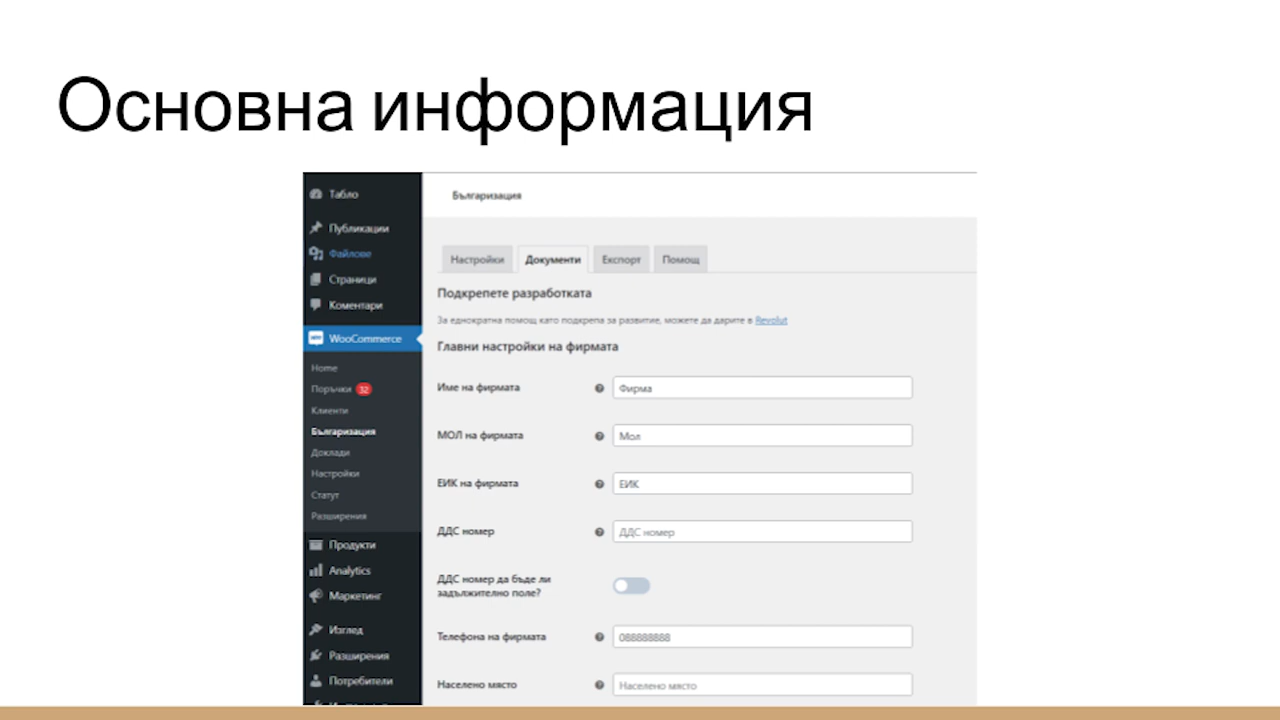 Основна информация
Табло
Публикации
Файлове
Страници
Коментари
WooCommerce
Home
Поръчки 32
Клиенти
Българизация
Доклади
Настройки
Статут
Разширения
Продукти
Analytics
Маркетинг
Изглед
Разширения
Потребители
Българизация
Настройки Документи Експорт Помощ
Подкрепете разработката
За еднократна помощ като подкрепа за развитие, можете да дарите в Revolut
Главни настройки на фирмата
Име на фирмата Фирма
МОЛ на фирмата Мол
ЕИК на фирмата ЕИК
ДДС номер ДДС номер
ДДС номер да бъде ли
задължително поле?
Телефона на фирмата 088888888
Населено място Населено място